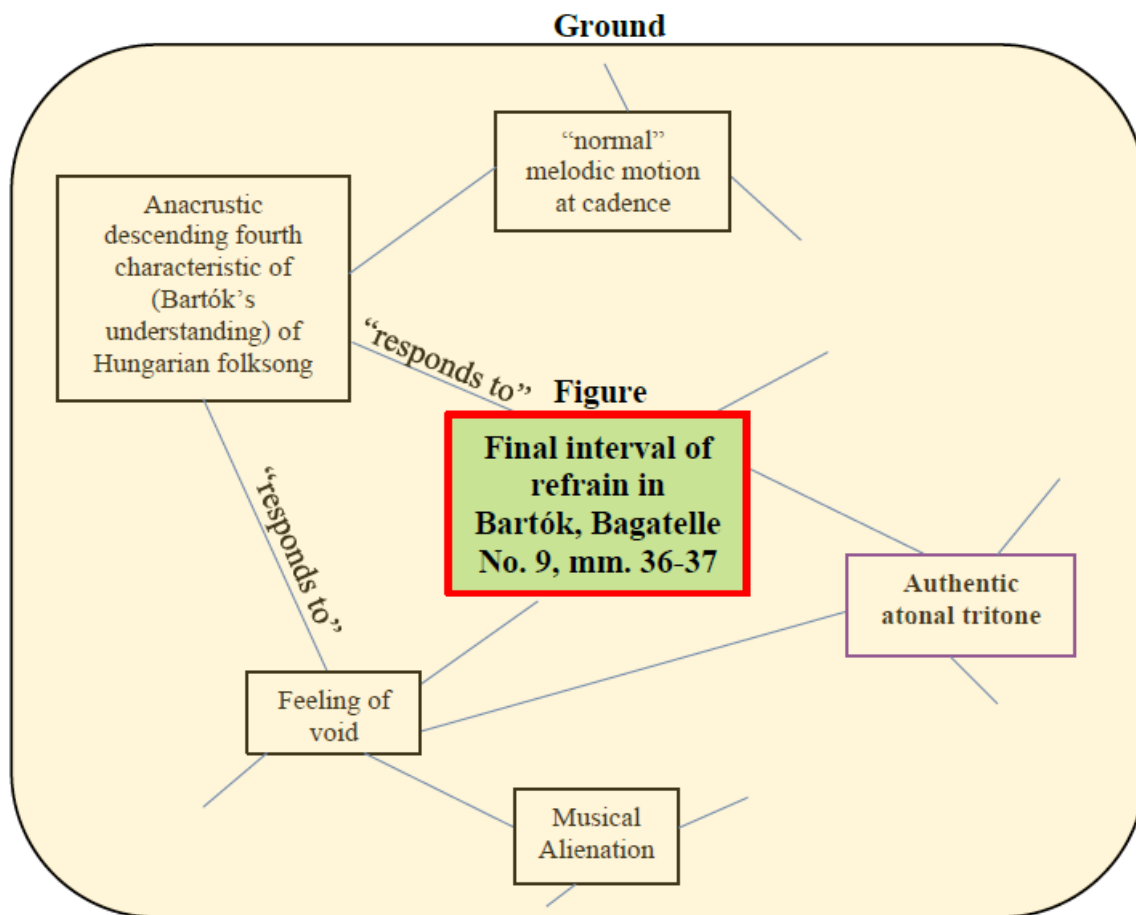 Ground
“normal”
melodic motion
at cadence
Anacrustic
descending fourth
characteristic of
(Bartók’s
understanding) of
Hungarian folksong
“responds to”
Figure
Final interval of
refrain in
Bartók, Bagatelle
No. 9, mm. 36-37
“responds to”
Authentic
atonal tritone
Feeling of
void
Musical
Alienation